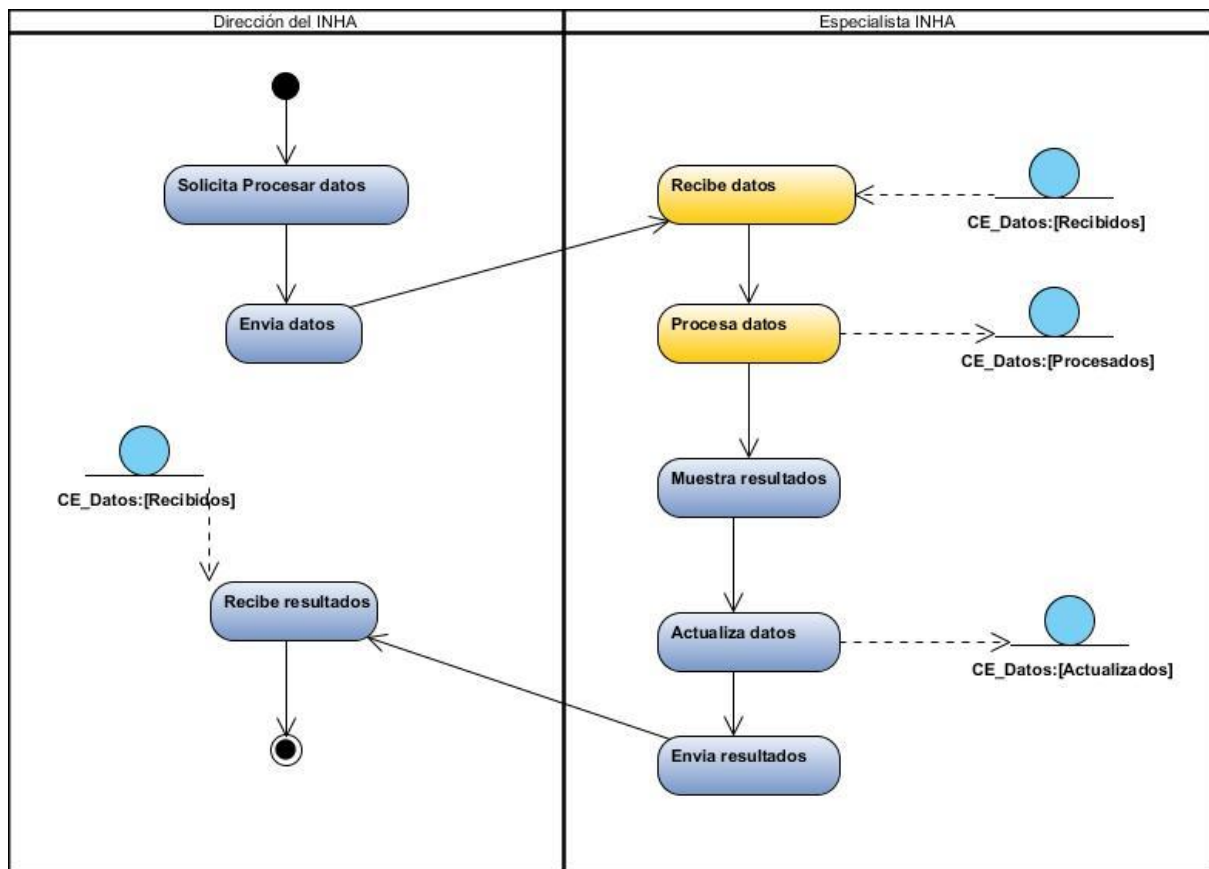 Dirección del INHA
Especialista INHA
Solicita Procesar datos
Envia datos
CE_Datos:[Recibidos]
Recibe resultados
Recibe datos
CE_Datos:[Recibidos]
Procesa datos
CE_Datos:[Procesados]
Muestra resultados
Actualiza datos
CE_Datos:[Actualizados]
Envia resultados